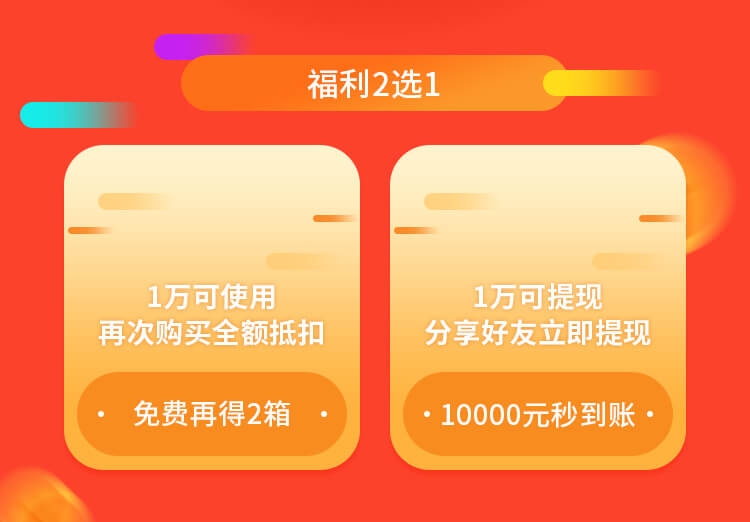 福利2选1
1万可使用
再次购买全额抵扣
· 免费再得2箱 ·
1万可提现
分享好友立即提现
· 10000元秒到账 ·